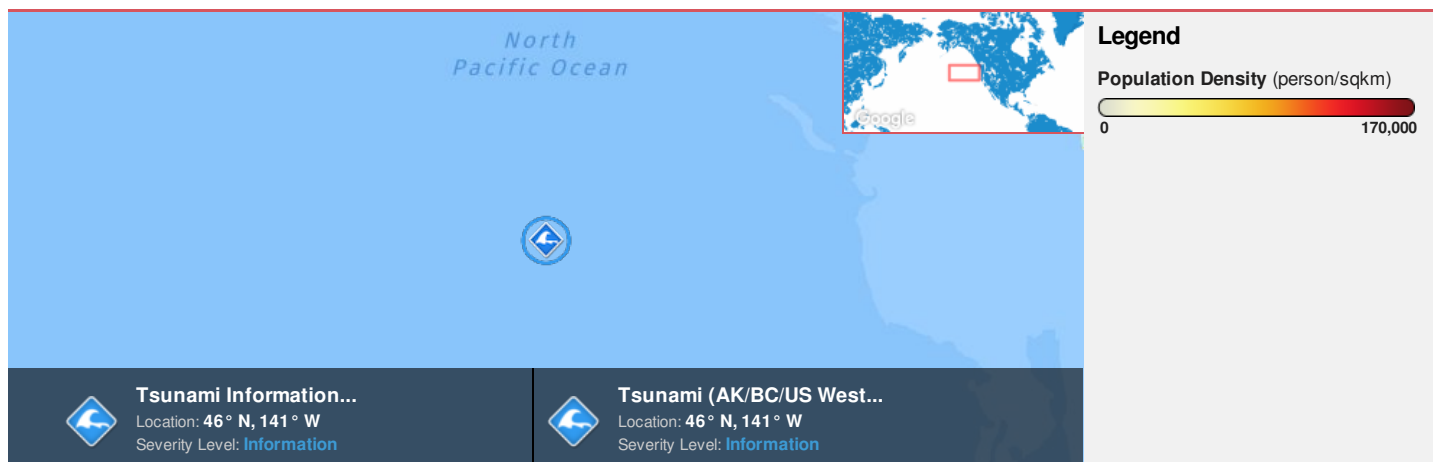 North
Pacific Ocean
Google
Legend
Population Density (person/sqkm)
0 170,000
Tsunami Information...
Location: 46° N, 141° W
Severity Level: Information
Tsunami (AK/BC/US West...
Location: 46° N, 141° W
Severity Level: Information